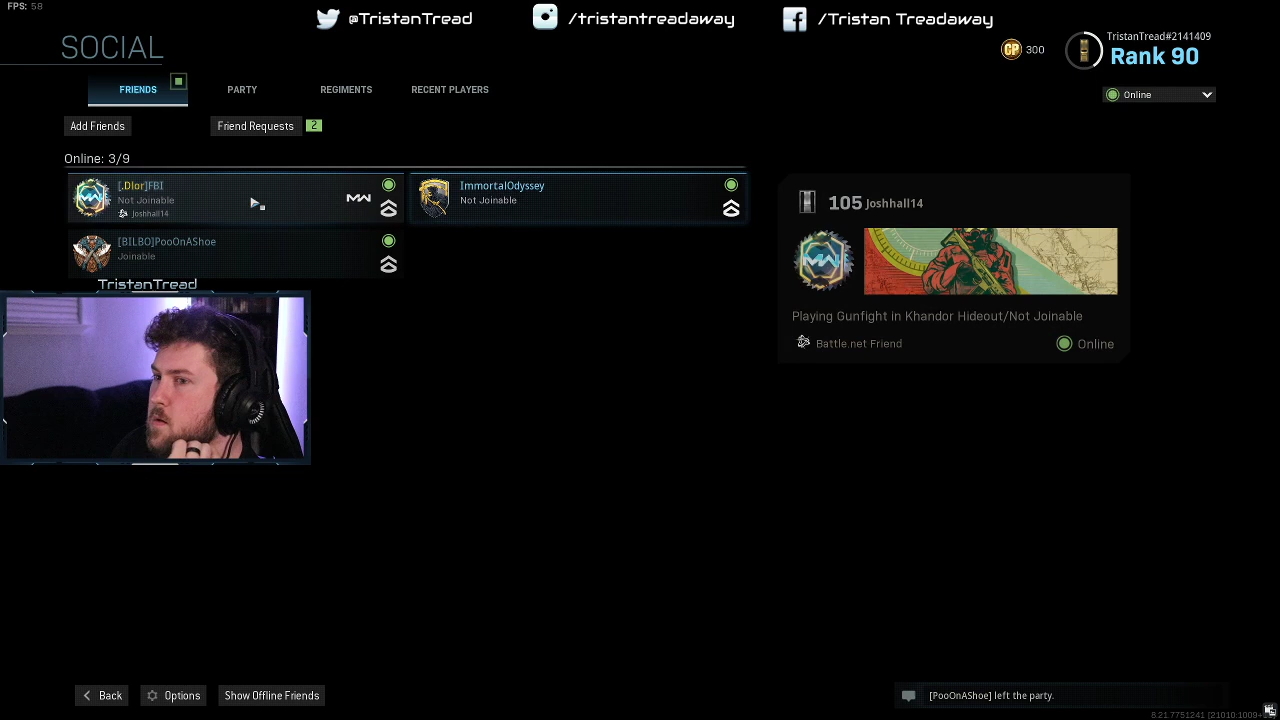 FPS: 58
@TristanTread
/tristantreadaway
/Tristan Treadaway
SOCIAL
CP 300
TristanTread#2141409
Rank 90
FRIENDS
PARTY
REGIMENTS
RECENT PLAYERS
Online
Add Friends
Friend Requests 2
Online: 3/9
[.Dlor]FBI
Not Joinable
Joshhall14
ImmortalOdyssey
Not Joinable
[BILBO]PooOnAShoe
Joinable
105 Joshhall14
Playing Gunfight in Khandor Hideout/Not Joinable
Battle.net Friend
Online
TristanTread
Back
Options
Show Offline Friends
[PooOnAShoe] left the party.